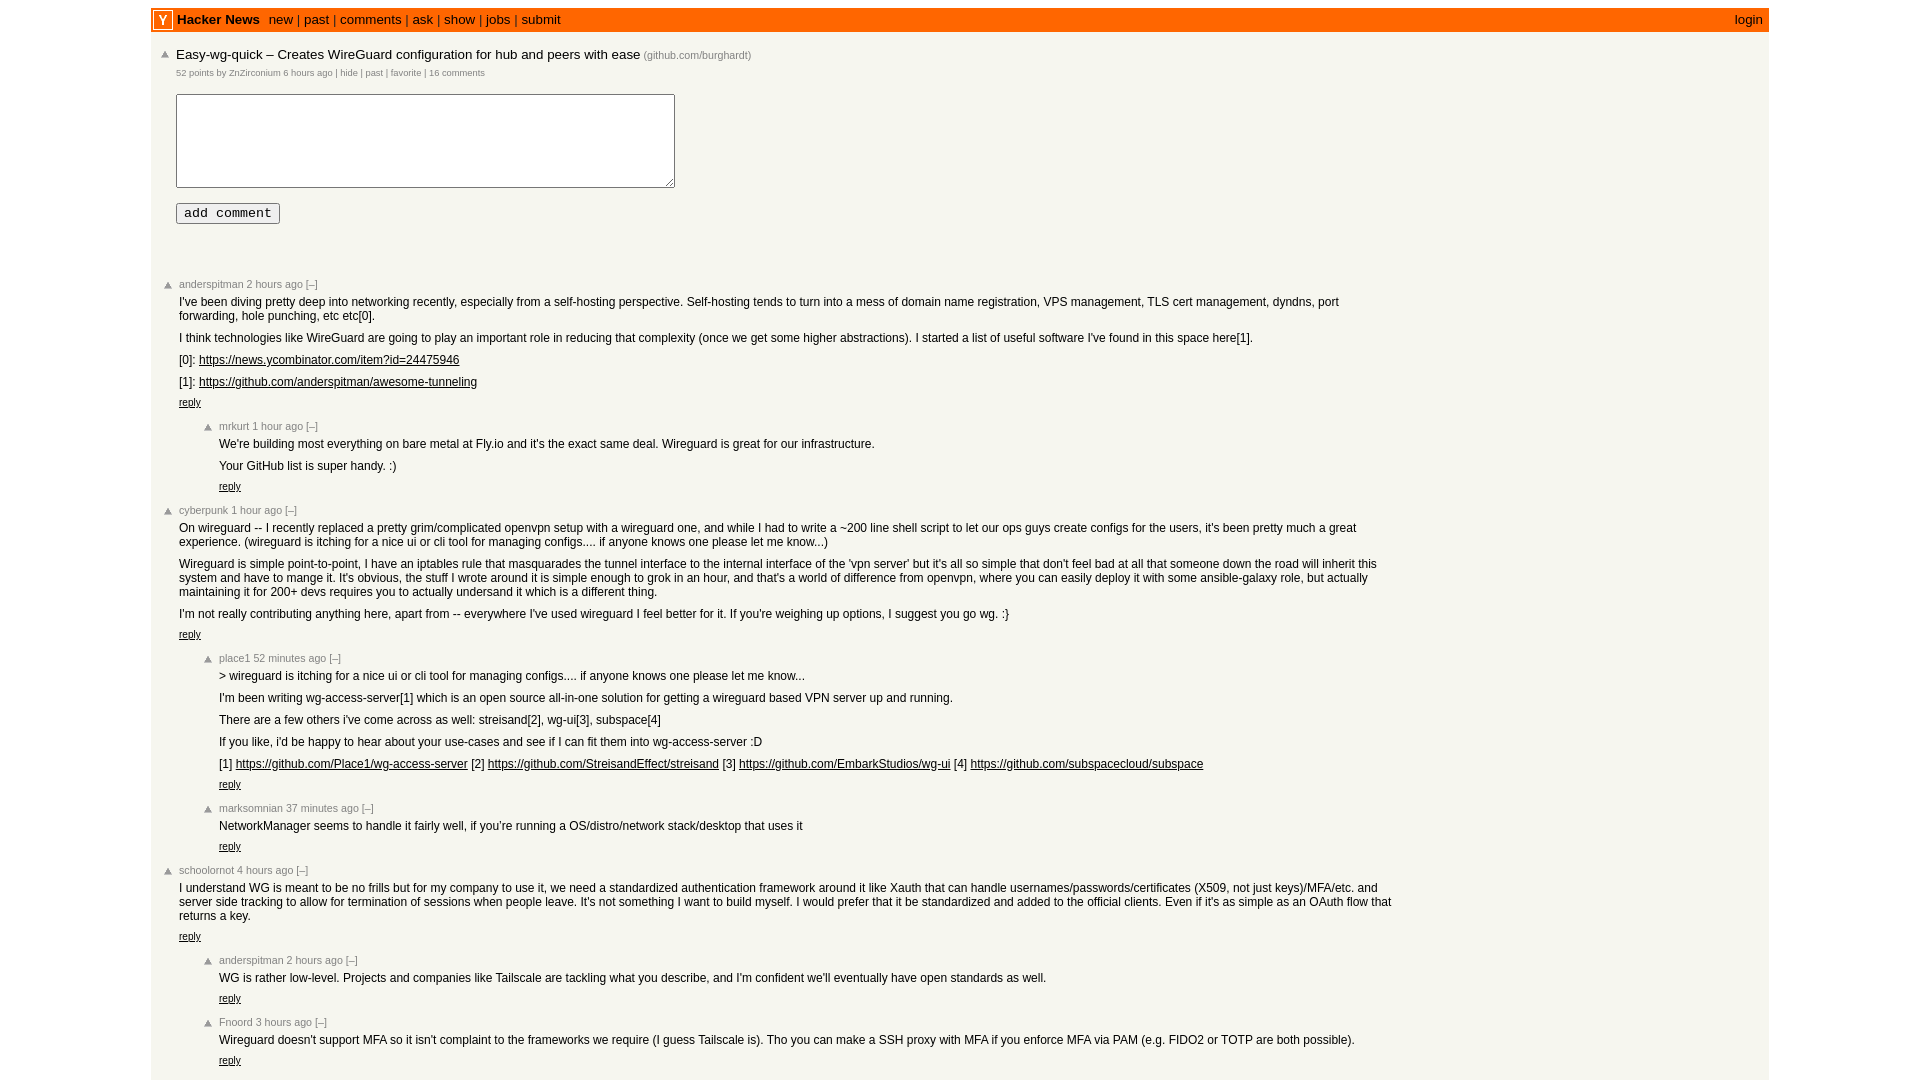 Y Hacker News new | past | comments | ask | show | jobs | submit login
Easy-wg-quick – Creates WireGuard configuration for hub and peers with ease (github.com/burghardt)
52 points by ZnZirconium 6 hours ago | hide | past | favorite | 16 comments
add comment
anderspitman 2 hours ago [–]
I've been diving pretty deep into networking recently, especially from a self-hosting perspective. Self-hosting tends to turn into a mess of domain name registration, VPS management, TLS cert management, dyndns, port
forwarding, hole punching, etc etc[0].
I think technologies like WireGuard are going to play an important role in reducing that complexity (once we get some higher abstractions). I started a list of useful software I've found in this space here[1].
[0]: https://news.ycombinator.com/item?id=24475946
[1]: https://github.com/anderspitman/awesome-tunneling
reply
mrkurt 1 hour ago [–]
We're building most everything on bare metal at Fly.io and it's the exact same deal. Wireguard is great for our infrastructure.
Your GitHub list is super handy. :)
reply
cyberpunk 1 hour ago [–]
On wireguard -- I recently replaced a pretty grim/complicated openvpn setup with a wireguard one, and while I had to write a ~200 line shell script to let our ops guys create configs for the users, it's been pretty much a great
experience. (wireguard is itching for a nice ui or cli tool for managing configs.... if anyone knows one please let me know...)
Wireguard is simple point-to-point, I have an iptables rule that masquarades the tunnel interface to the internal interface of the 'vpn server' but it's all so simple that don't feel bad at all that someone down the road will inherit this
system and have to mange it. It's obvious, the stuff I wrote around it is simple enough to grok in an hour, and that's a world of difference from openvpn, where you can easily deploy it with some ansible-galaxy role, but actually
maintaining it for 200+ devs requires you to actually undersand it which is a different thing.
I'm not really contributing anything here, apart from -- everywhere I've used wireguard I feel better for it. If you're weighing up options, I suggest you go wg. :}
reply
place1 52 minutes ago [–]
> wireguard is itching for a nice ui or cli tool for managing configs.... if anyone knows one please let me know...
I'm been writing wg-access-server[1] which is an open source all-in-one solution for getting a wireguard based VPN server up and running.
There are a few others i've come across as well: streisand[2], wg-ui[3], subspace[4]
If you like, i'd be happy to hear about your use-cases and see if I can fit them into wg-access-server :D
[1] https://github.com/Place1/wg-access-server [2] https://github.com/StreisandEffect/streisand [3] https://github.com/EmbarkStudios/wg-ui [4] https://github.com/subspacecloud/subspace
reply
marksomnian 37 minutes ago [–]
NetworkManager seems to handle it fairly well, if you’re running a OS/distro/network stack/desktop that uses it
reply
schoolornot 4 hours ago [–]
I understand WG is meant to be no frills but for my company to use it, we need a standardized authentication framework around it like Xauth that can handle usernames/passwords/certificates (X509, not just keys)/MFA/etc. and
server side tracking to allow for termination of sessions when people leave. It's not something I want to build myself. I would prefer that it be standardized and added to the official clients. Even if it's as simple as an OAuth flow that
returns a key.
reply
anderspitman 2 hours ago [–]
WG is rather low-level. Projects and companies like Tailscale are tackling what you describe, and I'm confident we'll eventually have open standards as well.
reply
Fnoord 3 hours ago [–]
Wireguard doesn't support MFA so it isn't complaint to the frameworks we require (I guess Tailscale is). Tho you can make a SSH proxy with MFA if you enforce MFA via PAM (e.g. FIDO2 or TOTP are both possible).
reply